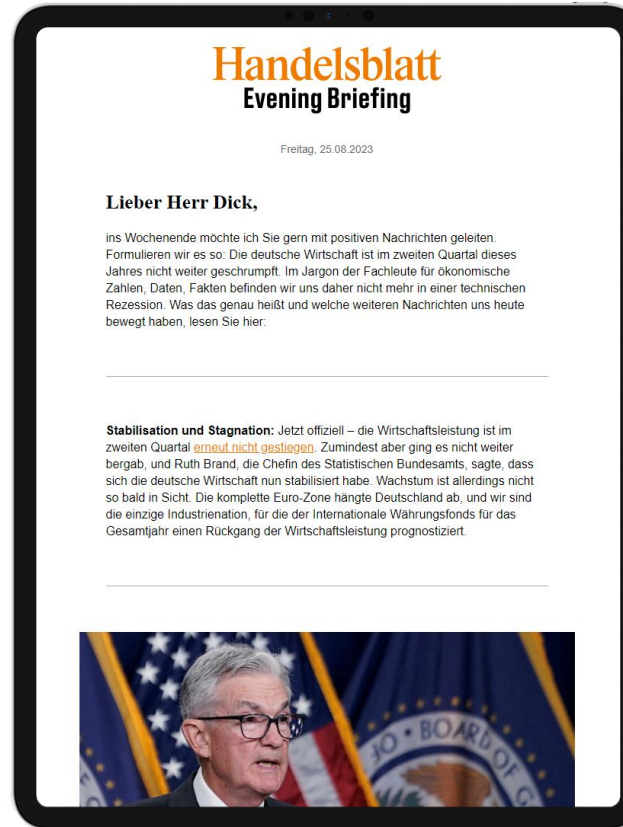 Handelsblatt
Evening Briefing
Freitag, 25.08.2023
Lieber Herr Dick,
ins Wochenende möchte ich Sie gern mit positiven Nachrichten geleiten.
Formulieren wir es so: Die deutsche Wirtschaft ist im zweiten Quartal dieses
Jahres nicht weiter geschrumpft. Im Jargon der Fachleute für ökonomische
Zahlen, Daten, Fakten befinden wir uns daher nicht mehr in einer technischen
Rezession. Was das genau heißt und welche weiteren Nachrichten uns heute
bewegt haben, lesen Sie hier:
Stabilisation und Stagnation: Jetzt offiziell – die Wirtschaftsleistung ist im
zweiten Quartal erneut nicht gestiegen. Zumindest aber ging es nicht weiter
bergab, und Ruth Brand, die Chefin des Statistischen Bundesamts, sagte, dass
sich die deutsche Wirtschaft nun stabilisiert habe. Wachstum ist allerdings nicht
so bald in Sicht. Die komplette Euro-Zone hängte Deutschland ab, und wir sind
die einzige Industrienation, für die der Internationale Währungsfonds für das
Gesamtjahr einen Rückgang der Wirtschaftsleistung prognostiziert.
BOARD OF G